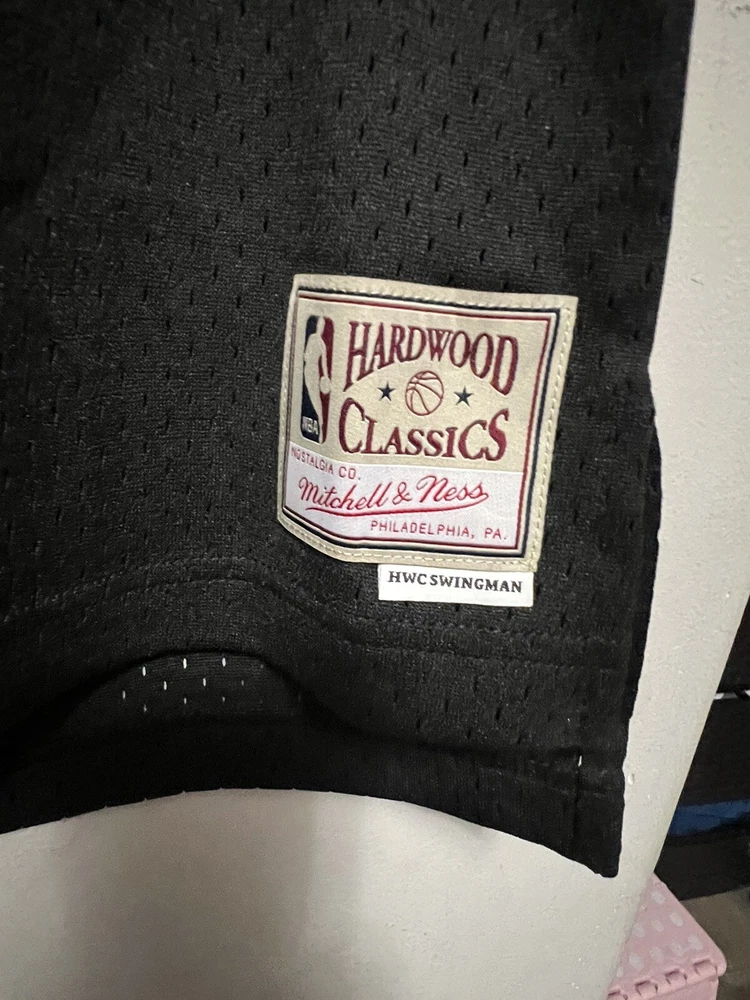 HARDWOOD
CLASSICS
NBA
NOSTALGIA CO.
Mitchell & Ness
PHILADELPHIA, PA.
HWC SWINGMAN